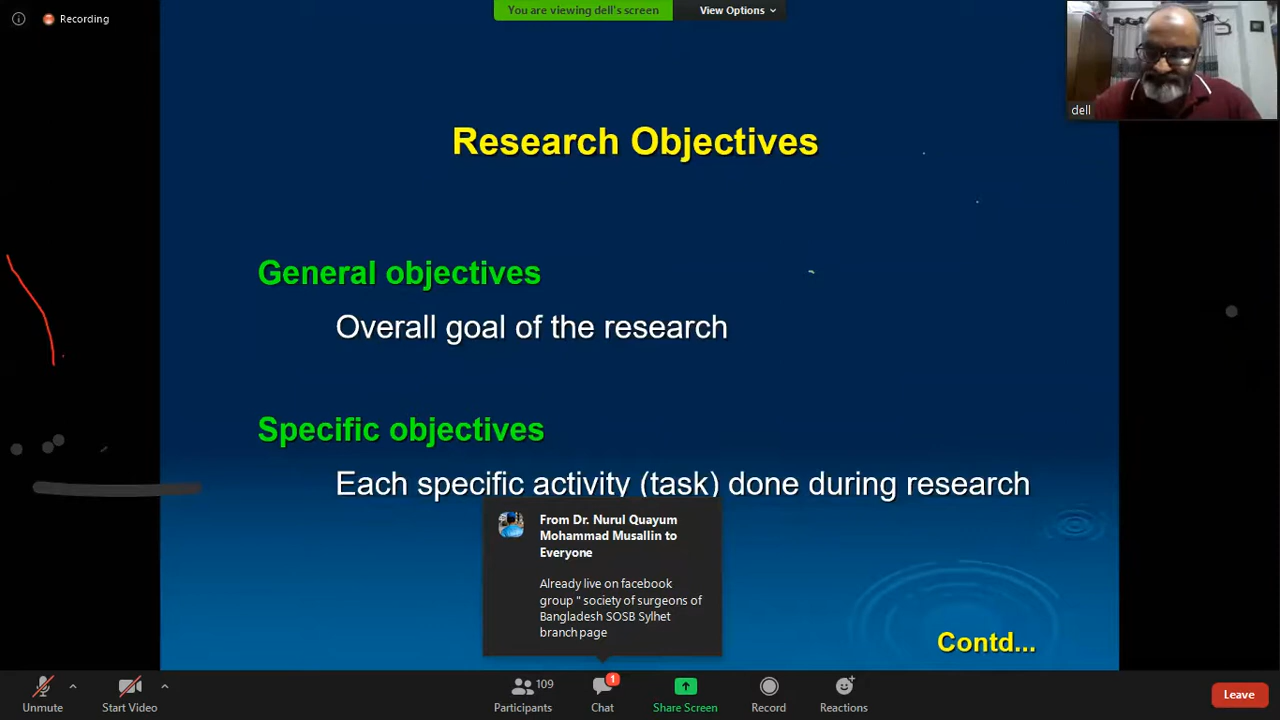 Recording
You are viewing dell's screen
View Options
dell
Research Objectives
General objectives
Overall goal of the research
Specific objectives
Each specific activity (task) done during research
From Dr. Nurul Quayum
Mohammad Musallin to
Everyone
Already live on facebook
group " society of surgeons of
Bangladesh SOSB Sylhet
branch page
Contd...
Unmute
Start Video
109
Participants
1
Chat
Share Screen
Record
Reactions
Leave